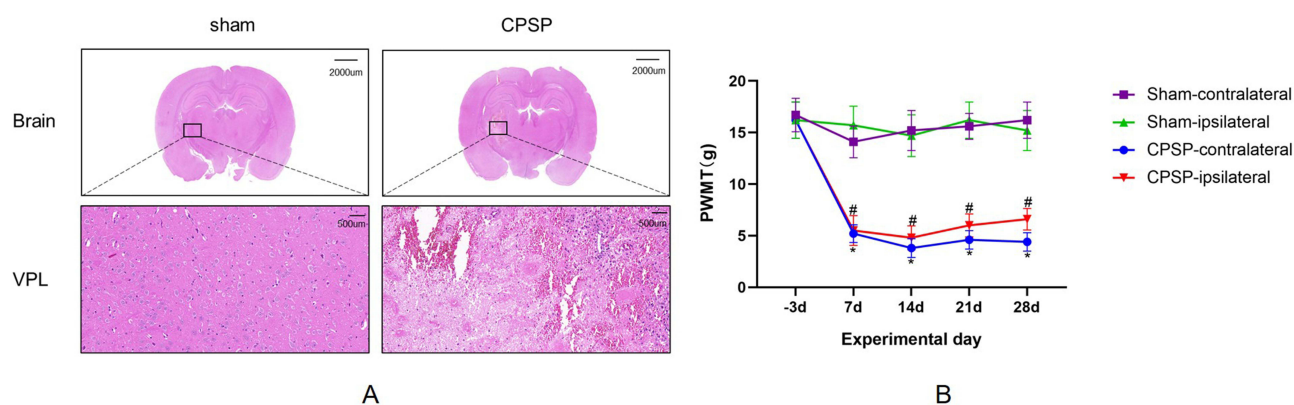 sham
CPSP
Brain
2000um
2000um
VPL
500um
500um
A
20
15
10
5
0
PWMT(g)
# # # #
* * * *
-3d 7d 14d 21d 28d
Experimental day
Sham-contralateral
Sham-ipsilateral
CPSP-contralateral
CPSP-ipsilateral
B